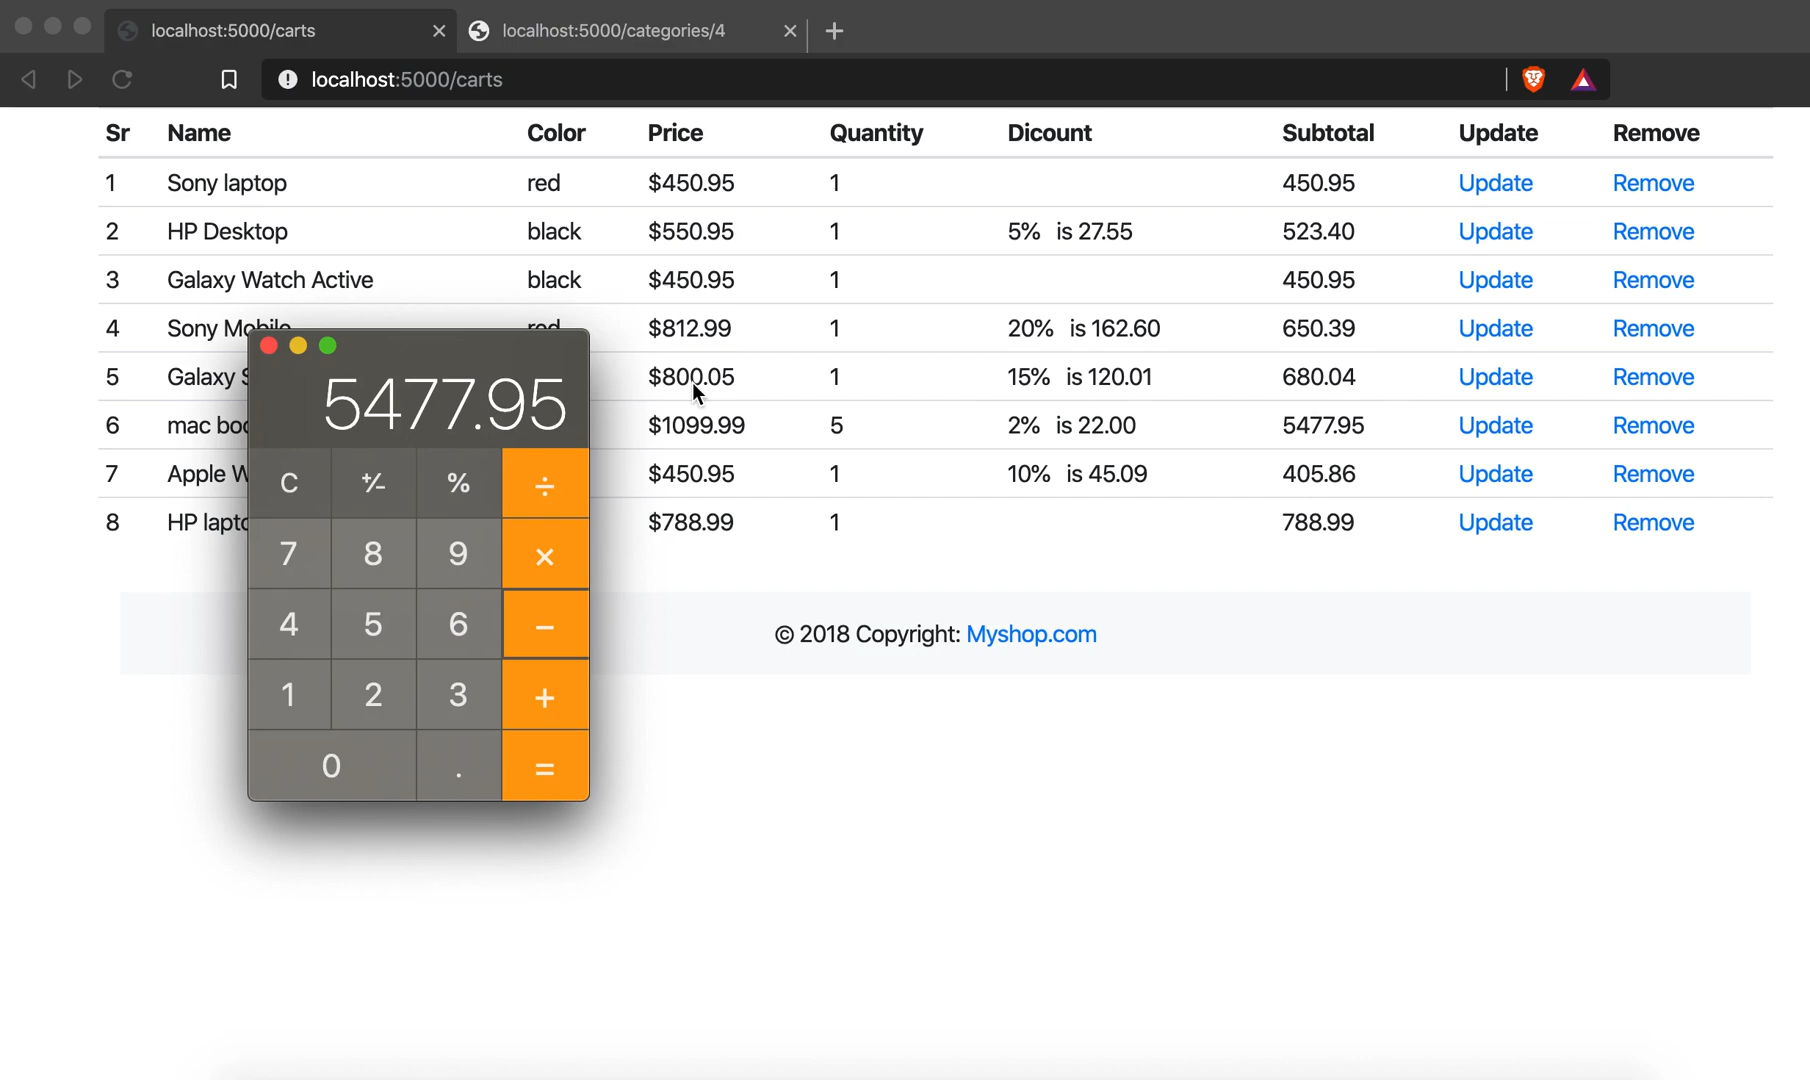 localhost:5000/carts
localhost:5000/categories/4
localhost:5000/carts
Sr Name Color Price Quantity Dicount Subtotal Update Remove
1 Sony laptop red $450.95 1 450.95 Update Remove
2 HP Desktop black $550.95 1 5% is 27.55 523.40 Update Remove
3 Galaxy Watch Active black $450.95 1 450.95 Update Remove
4 Sony Mobile red $812.99 1 20% is 162.60 650.39 Update Remove
5 Galaxy $800.05 1 15% is 120.01 680.04 Update Remove
6 mac $1099.99 5 2% is 22.00 5477.95 Update Remove
7 Apple $450.95 1 10% is 45.09 405.86 Update Remove
8 HP $788.99 1 788.99 Update Remove
5477.95
C +/- % ÷
7 8 9 ×
4 5 6 −
1 2 3 +
0 . =
© 2018 Copyright: Myshop.com